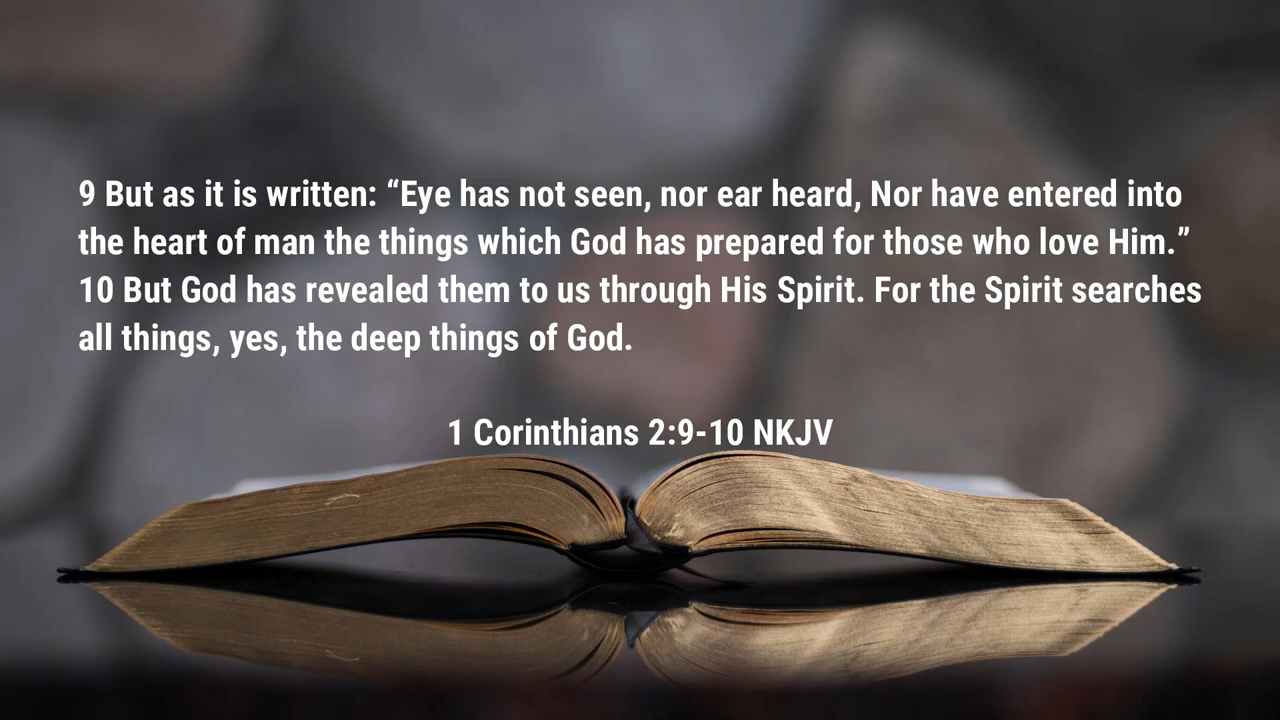 9 But as it is written: “Eye has not seen, nor ear heard, Nor have entered into
the heart of man the things which God has prepared for those who love Him.”
10 But God has revealed them to us through His Spirit. For the Spirit searches
all things, yes, the deep things of God.
1 Corinthians 2:9-10 NKJV